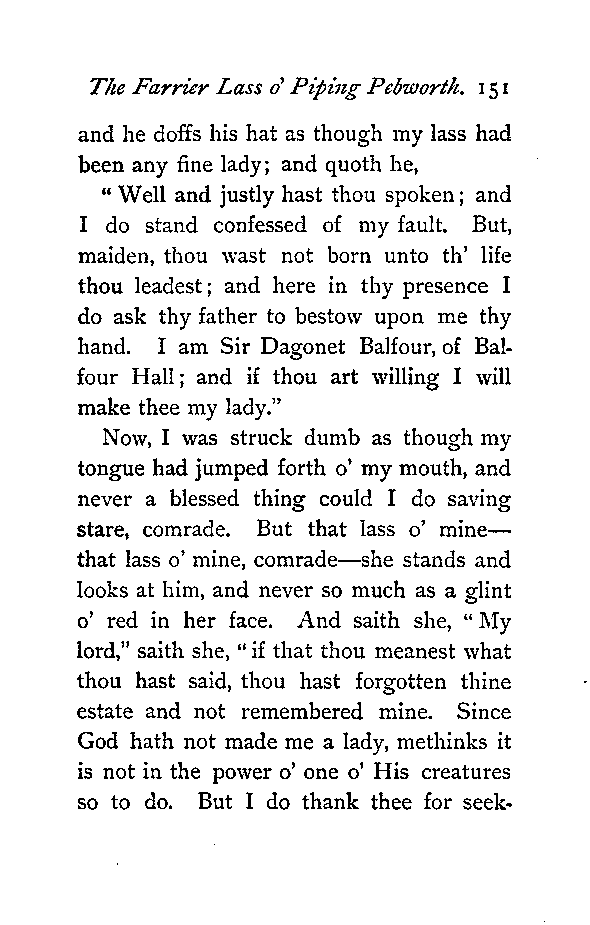 The Farrier Lass o' Piping Pebworth. 151
and he doffs his hat as though my lass had
been any fine lady; and quoth he,
“ Well and justly hast thou spoken; and
I do stand confessed of my fault. But,
maiden, thou wast not born unto th’ life
thou leadest; and here in thy presence I
do ask thy father to bestow upon me thy
hand. I am Sir Dagonet Balfour, of Bal-
four Hall; and if thou art willing I will
make thee my lady.”
Now, I was struck dumb as though my
tongue had jumped forth o’ my mouth, and
never a blessed thing could I do saving
stare, comrade. But that lass o’ mine—
that lass o’ mine, comrade—she stands and
looks at him, and never so much as a glint
o’ red in her face. And saith she, “ My
lord,” saith she, “ if that thou meanest what
thou hast said, thou hast forgotten thine
estate and not remembered mine. Since
God hath not made me a lady, methinks it
is not in the power o’ one o’ His creatures
so to do. But I do thank thee for seek-